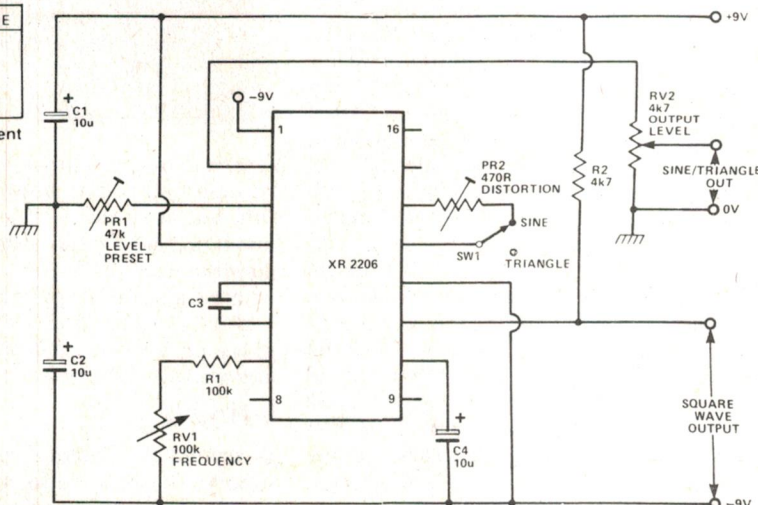 E
ent
+9V
C1
10u
-9V
1
16
RV2
4k7
OUTPUT
LEVEL
PR2
470R
DISTORTION
R2
4k7
SINE/TRIANGLE
OUT
0V
PR1
47k
LEVEL
PRESET
SINE
SW1
TRIANGLE
XR 2206
C3
C2
10u
R1
100k
8
9
RV1
100k
FREQUENCY
C4
10u
SQUARE
WAVE
OUTPUT
-9V